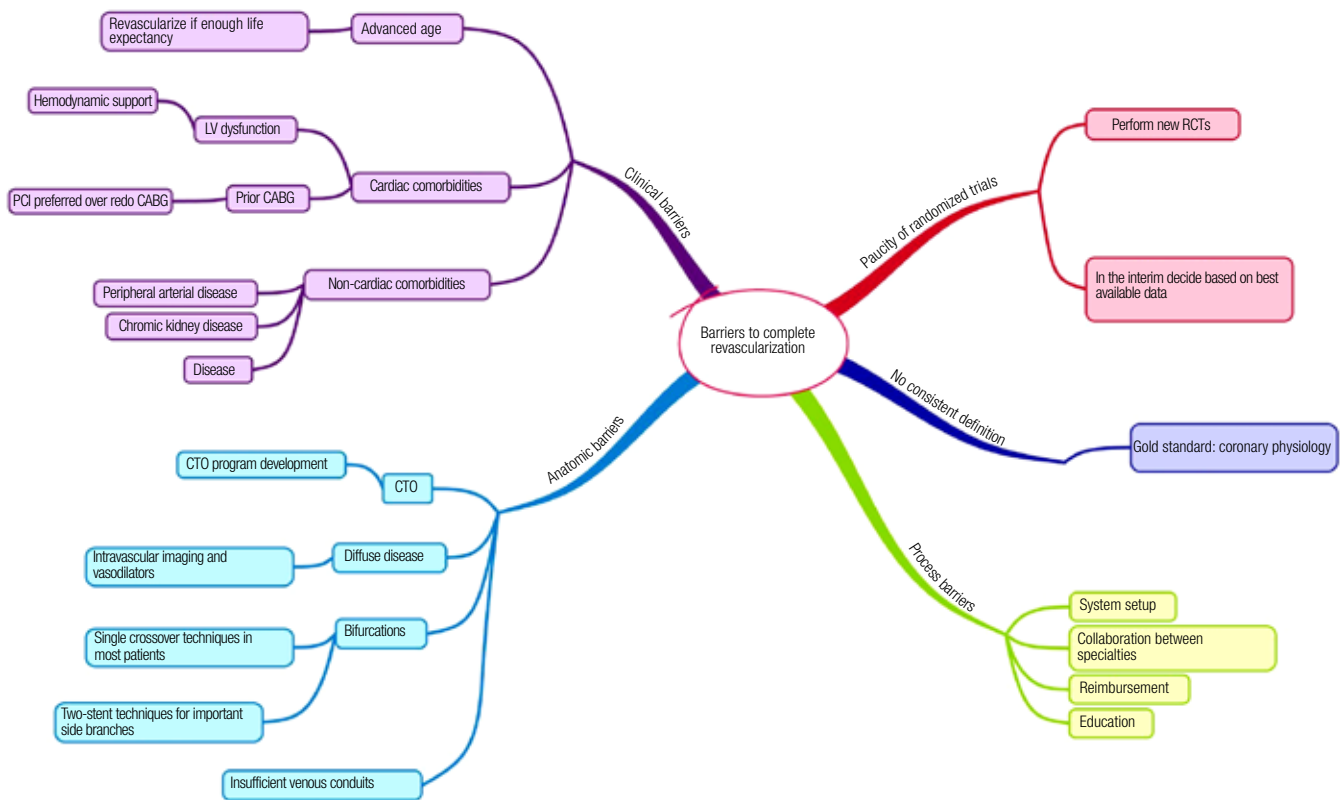 Revascularize if enough life
expectancy
Advanced age
Hemodynamic support
LV dysfunction
PCI preferred over redo CABG
Prior CABG
Cardiac comorbidities
Peripheral arterial disease
Chromic kidney disease
Disease
Non-cardiac comorbidities
Clinical barriers
Paucity of randomized trials
Perform new RCTs
In the interim decide based on best
available data
Barriers to complete
revascularization
No consistent definition
Gold standard: coronary physiology
Anatomic barriers
CTO program development
CTO
Intravascular imaging and
vasodilators
Diffuse disease
Single crossover techniques in
most patients
Bifurcations
Two-stent techniques for important
side branches
Insufficient venous conduits
Process barriers
System setup
Collaboration between
specialties
Reimbursement
Education